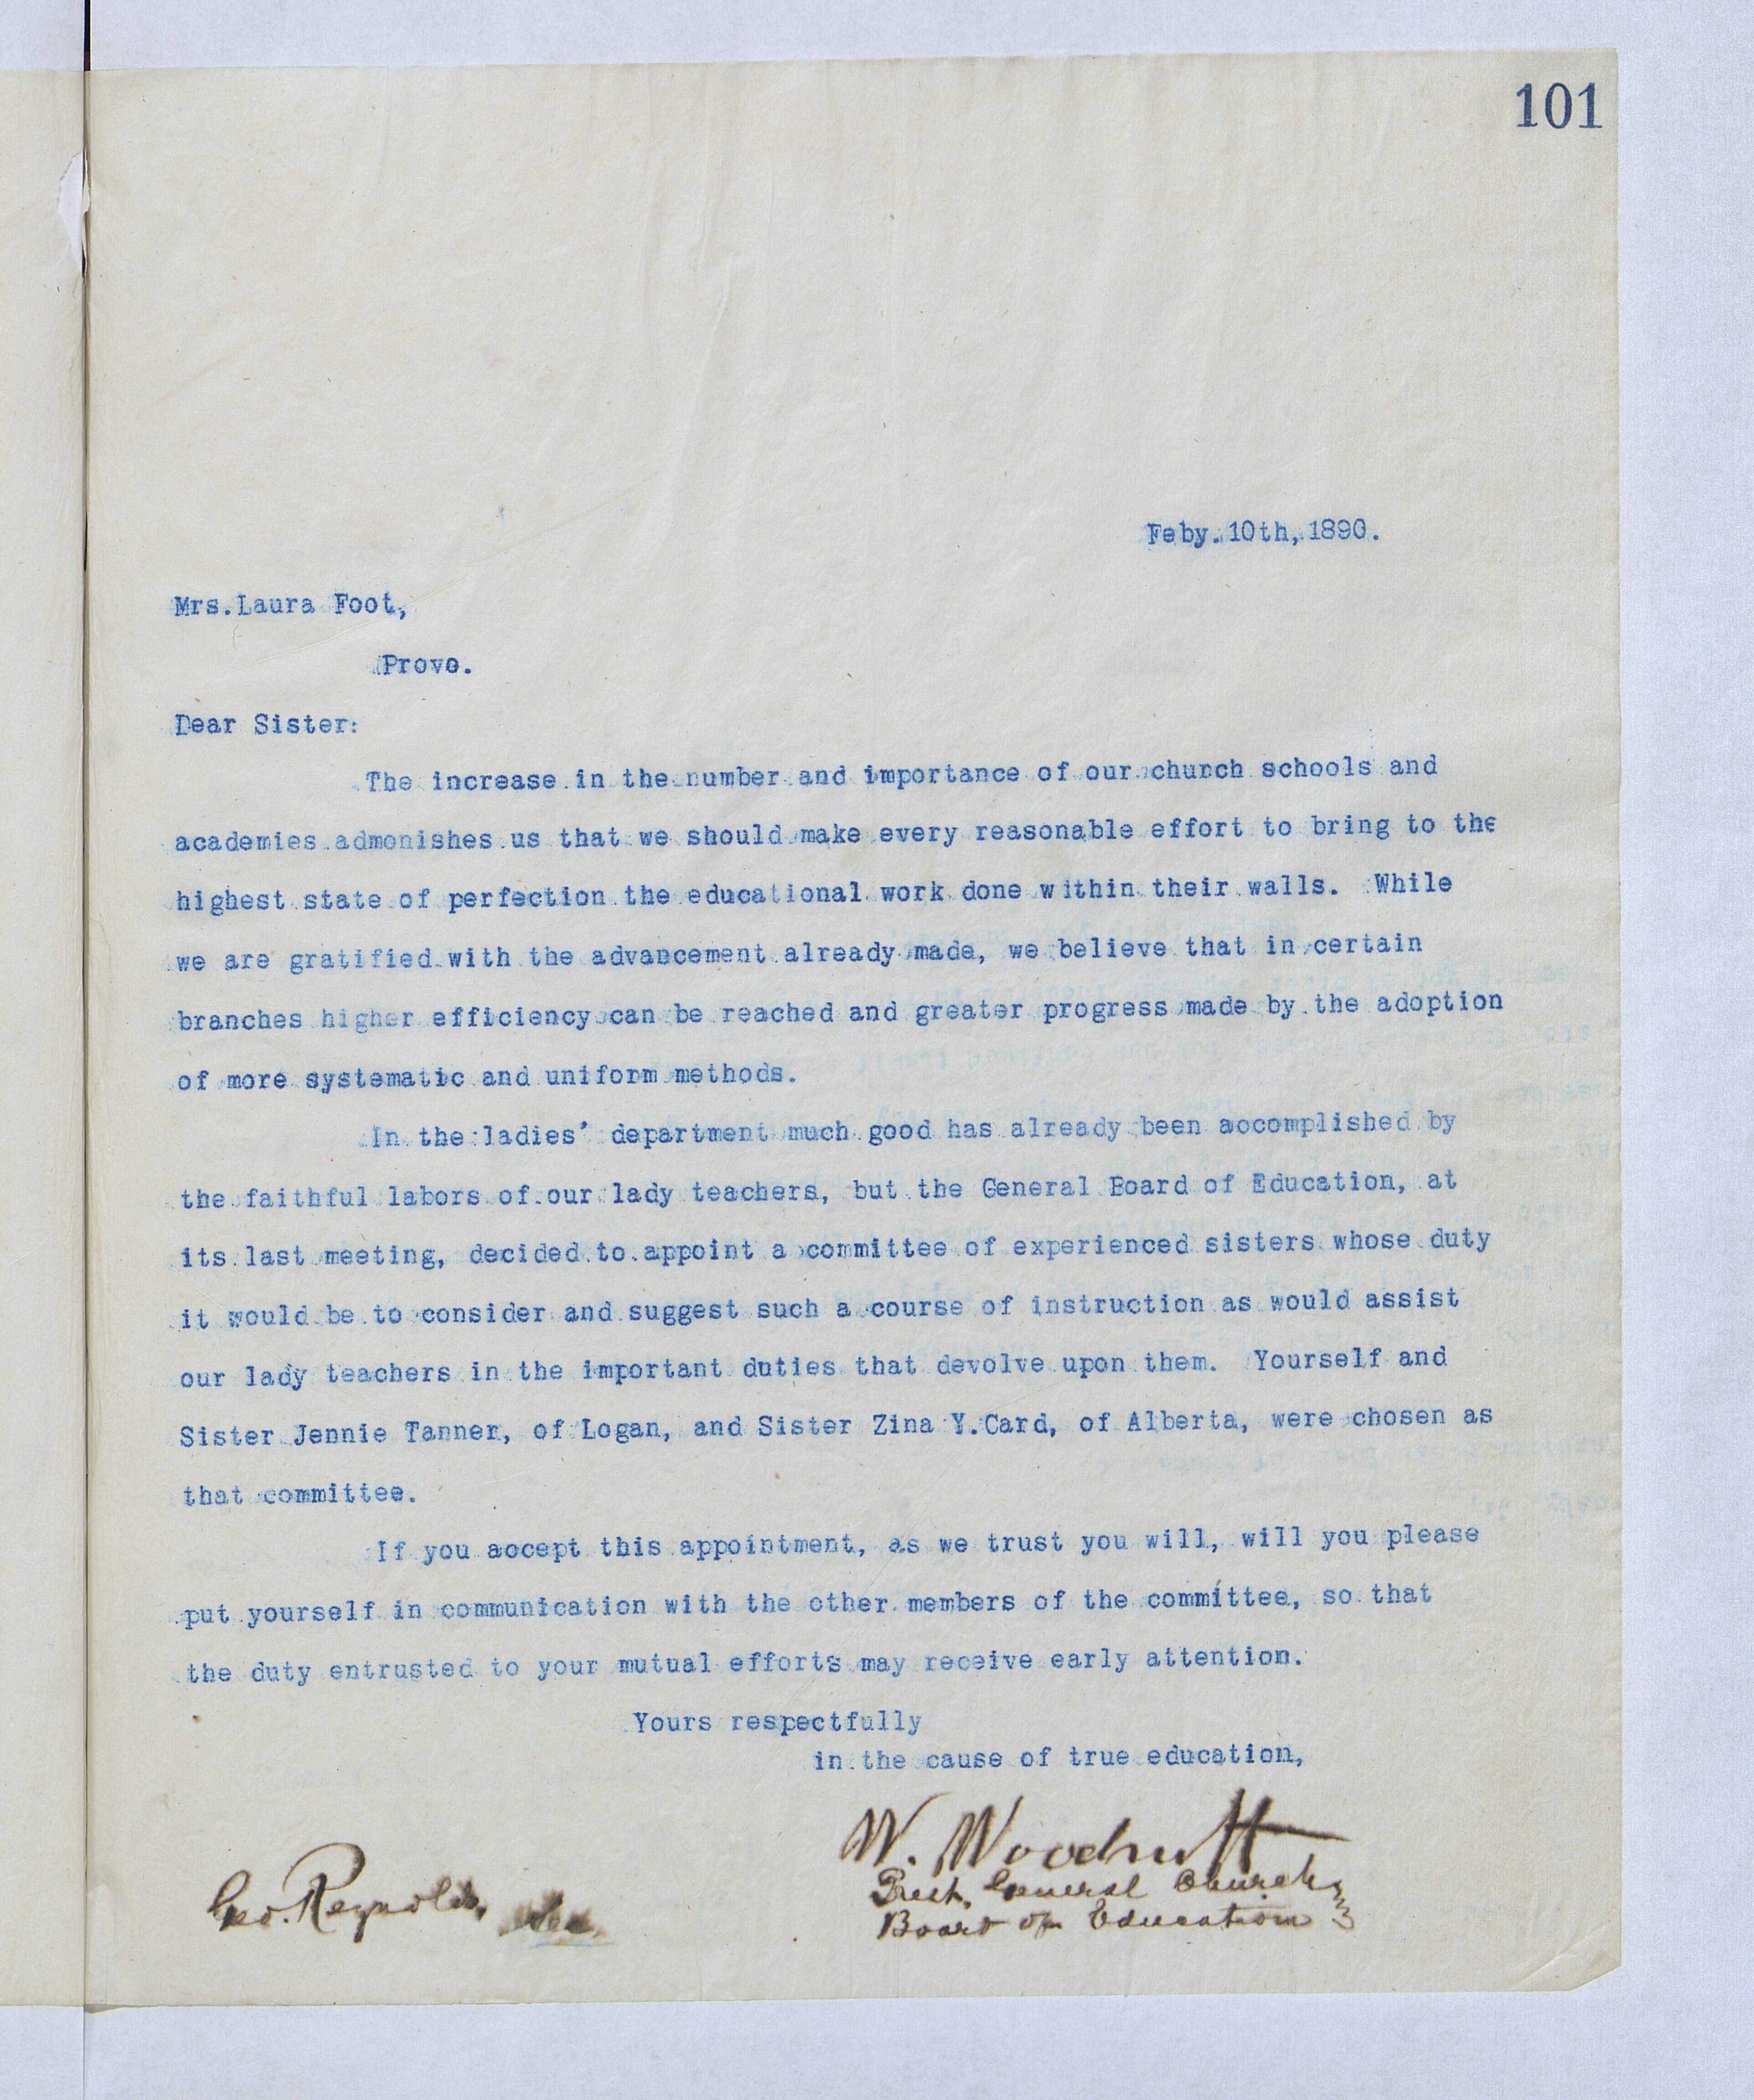 101
Feby. 10th, 1890.
Mrs. Laura Foot,
Provo.
Dear Sister:
The increase in the number and importance of our church schools and
academies admonishes us that we should make every reasonable effort to bring to the
highest state of perfection the educational work done within their walls. While
we are gratified with the advancement already made, we believe that in certain
branches higher efficiency can be reached and greater progress made by the adoption
of more systematic and uniform methods.
In the ladies' department much good has already been accomplished by
the faithful labors of our lady teachers, but the General Board of Education, at
its last meeting, decided to appoint a committee of experienced sisters whose duty
it would be to consider and suggest such a course of instruction as would assist
our lady teachers in the important duties that devolve upon them. Yourself and
Sister Jennie Tanner, of Logan, and Sister Zina Y. Card, of Alberta, were chosen as
that committee.
If you accept this appointment, as we trust you will, will you please
put yourself in communication with the other members of the committee, so that
the duty entrusted to your mutual efforts may receive early attention.
Yours respectfully
in the cause of true education,
W. Woodruff
Prest. General Church
Board of Education
Geo. Reynolds, Sec.